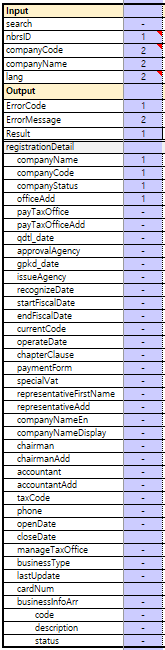 Input
search -
nbrsID 1
companyCode 2
companyName 2
lang 2
Output
ErrorCode 1
ErrorMessage 2
Result 1
registrationDetail
companyName 1
companyCode 1
companyStatus 1
officeAdd 1
payTaxOffice -
payTaxOfficeAdd -
qdtl_date -
approvalAgency -
gpkd_date -
issueAgency -
recognizeDate -
startFiscalDate -
endFiscalDate -
currentCode -
operateDate -
chapterClause -
paymentForm -
specialVat -
representativeFirstName -
representativeAdd -
companyNameEn -
companyNameDisplay -
chairman -
chairmanAdd -
accountant -
accountantAdd -
taxCode -
phone -
openDate -
closeDate
manageTaxOffice -
businessType -
lastUpdate -
cardNum -
businessInfoArr -
code -
description -
status -